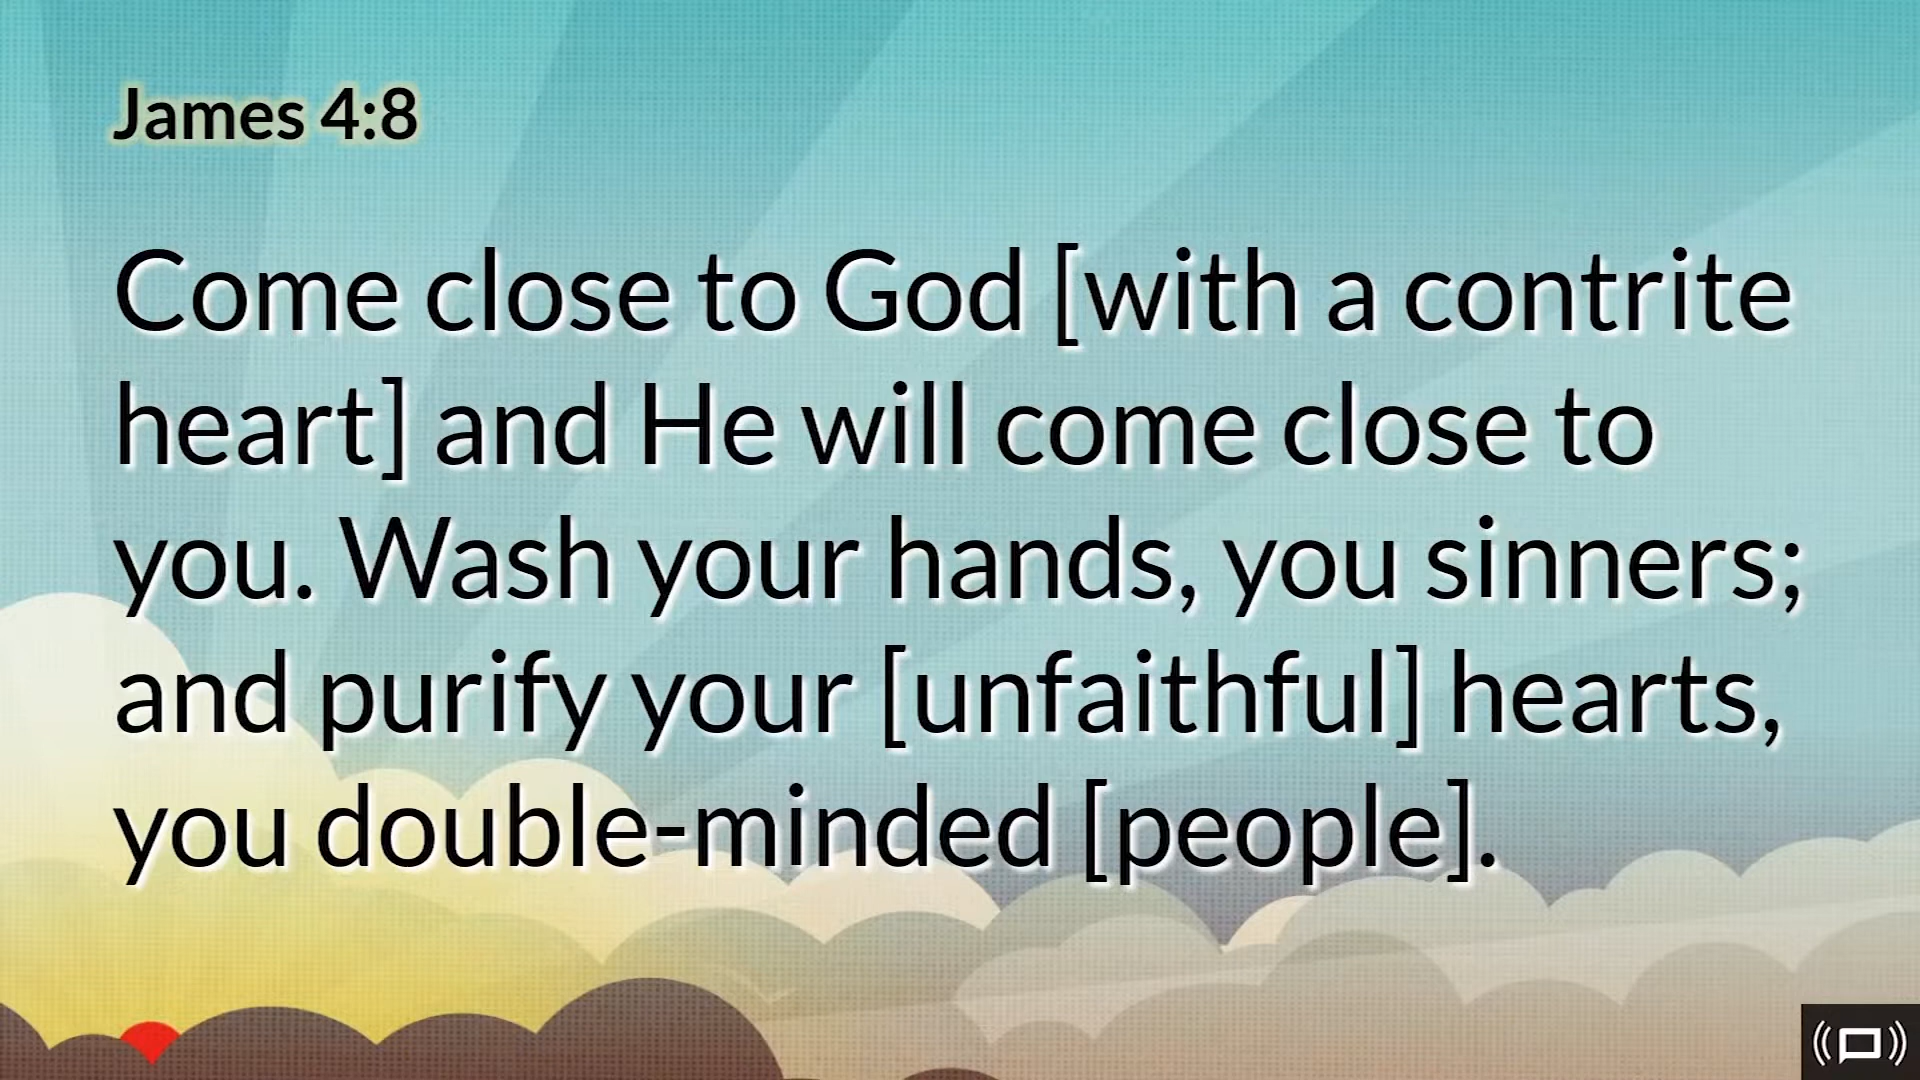 James 4:8
Come close to God [with a contrite
heart] and He will come close to
you. Wash your hands, you sinners;
and purify your [unfaithful] hearts,
you double-minded [people].